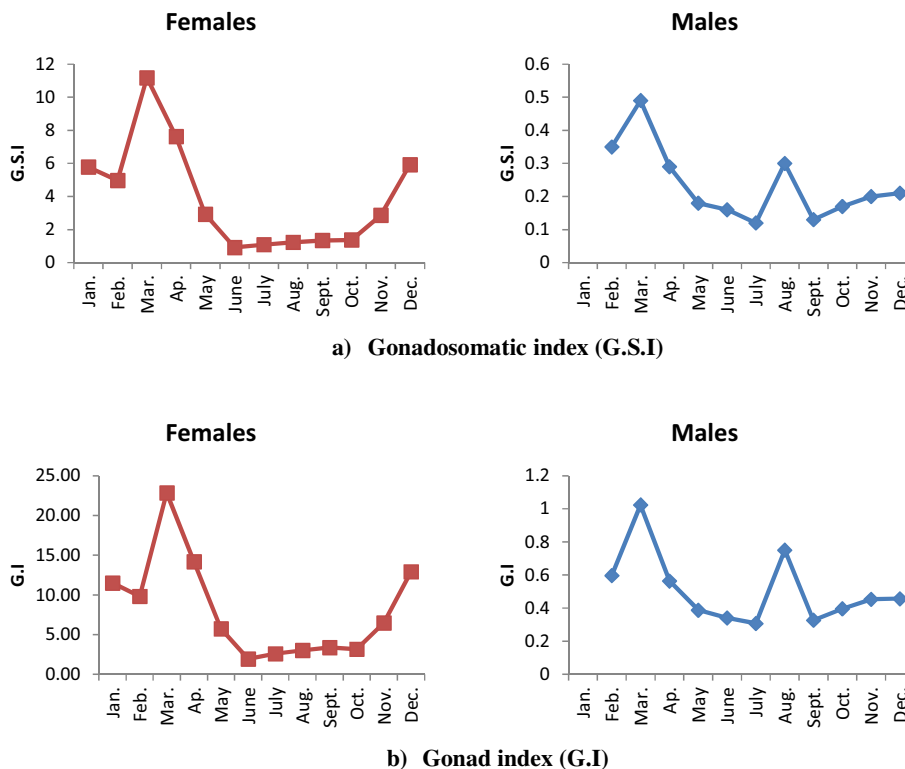 Females
12
10
8
6
4
2
0
G.S.I
Jan.
Feb.
Mar.
Ap.
May
June
July
Aug.
Sept.
Oct.
Nov.
Dec.
Males
0.6
0.5
0.4
0.3
0.2
0.1
0
G.S.I
Jan.
Feb.
Mar.
Ap.
May
June
July
Aug.
Sept.
Oct.
Nov.
Dec.
a) Gonadosomatic index (G.S.I)
Females
25.00
20.00
15.00
10.00
5.00
0.00
G.I
Jan.
Feb.
Mar.
Ap.
May
June
July
Aug.
Sept.
Oct.
Nov.
Dec.
Males
1.2
1
0.8
0.6
0.4
0.2
0
G.I
Jan.
Feb.
Mar.
Ap.
May
June
July
Aug.
Sept.
Oct.
Nov.
Dec.
b) Gonad index (G.I)